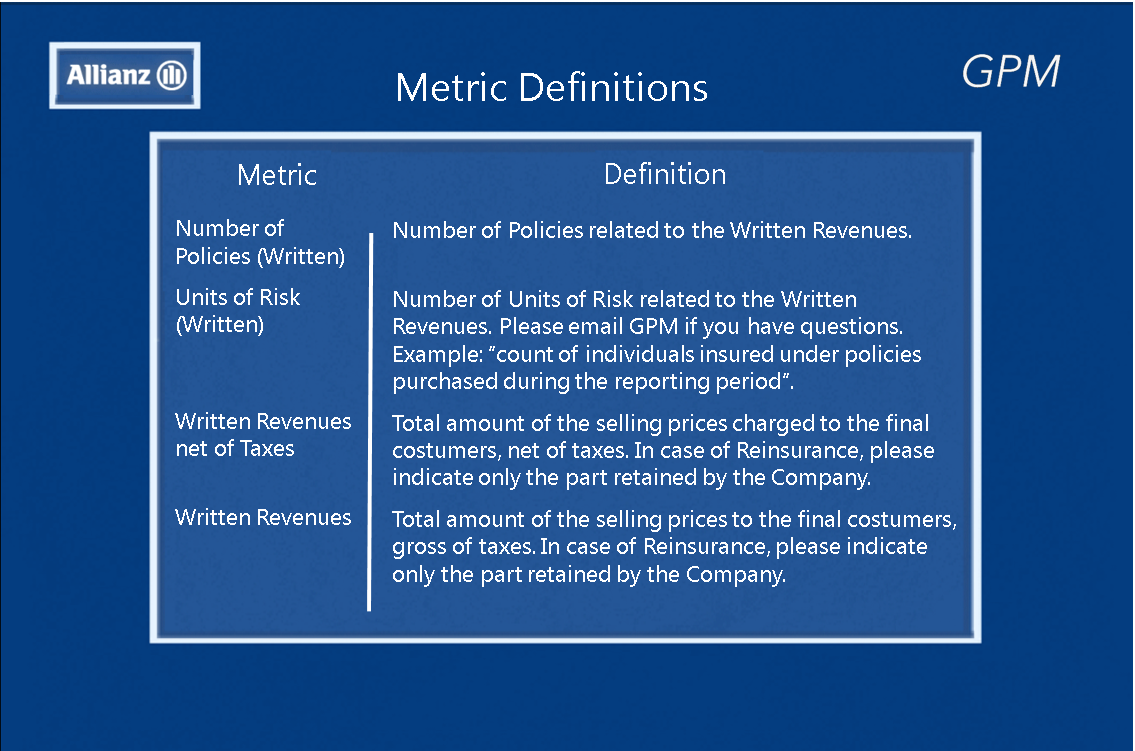 Allianz
GPM
Metric Definitions
Metric
Definition
Number of
Policies (Written)
Number of Policies related to the Written Revenues.
Units of Risk
(Written)
Number of Units of Risk related to the Written
Revenues. Please email GPM if you have questions.
Example: “count of individuals insured under policies
purchased during the reporting period”.
Written Revenues
net of Taxes
Total amount of the selling prices charged to the final
costumers, net of taxes. In case of Reinsurance, please
indicate only the part retained by the Company.
Written Revenues
Total amount of the selling prices to the final costumers,
gross of taxes. In case of Reinsurance, please indicate
only the part retained by the Company.